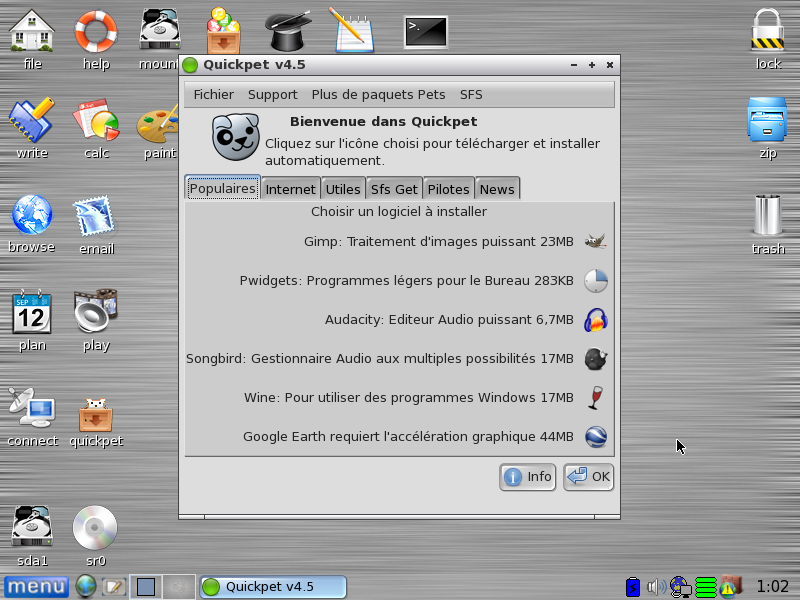 file
help
mount
>_
lock
Quickpet v4.5
Fichier Support Plus de paquets Pets SFS
Bienvenue dans Quickpet
Cliquez sur l'icône choisi pour télécharger et installer
automatiquement.
write
calc
paint
zip
Populaires Internet Utiles Sfs Get Pilotes News
Choisir un logiciel à installer
Gimp: Traitement d'images puissant 23MB
browse
email
trash
Pwidgets: Programmes légers pour le Bureau 283KB
SEP
12
Audacity: Editeur Audio puissant 6,7MB
plan
play
Songbird: Gestionnaire Audio aux multiples possibilités 17MB
Wine: Pour utiliser des programmes Windows 17MB
connect
quickpet
Google Earth requiert l'accélération graphique 44MB
Info
OK
sda1
sr0
menu
Quickpet v4.5
1:02